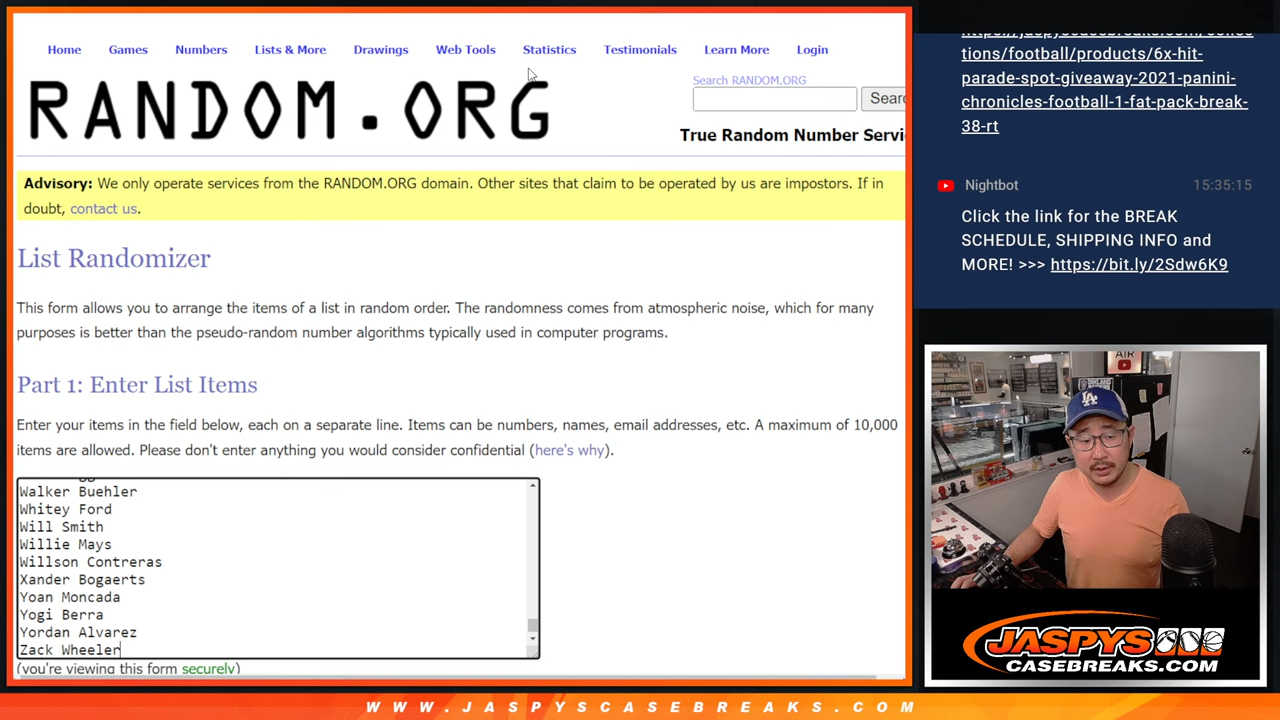 Home Games Numbers Lists & More Drawings Web Tools Statistics Testimonials Learn More Login
RANDOM.ORG
Search RANDOM.ORG
Searc
True Random Number Servi
Advisory: We only operate services from the RANDOM.ORG domain. Other sites that claim to be operated by us are impostors. If in
doubt, contact us.
List Randomizer
This form allows you to arrange the items of a list in random order. The randomness comes from atmospheric noise, which for many
purposes is better than the pseudo-random number algorithms typically used in computer programs.
Part 1: Enter List Items
Enter your items in the field below, each on a separate line. Items can be numbers, names, email addresses, etc. A maximum of 10,000
items are allowed. Please don't enter anything you would consider confidential (here's why).
Walker Buehler
Whitey Ford
Will Smith
Willie Mays
Willson Contreras
Xander Bogaerts
Yoan Moncada
Yogi Berra
Yordan Alvarez
Zack Wheeler
(you're viewing this form securely)
tions/football/products/6x-hit-
parade-spot-giveaway-2021-panini-
chronicles-football-1-fat-pack-break-
38-rt
Nightbot 15:35:15
Click the link for the BREAK
SCHEDULE, SHIPPING INFO and
MORE! >>> https://bit.ly/2Sdw6K9
AIR
LA
JASPYS
CASEBREAKS.COM
WWW.JASPYSCASEBREAKS.COM